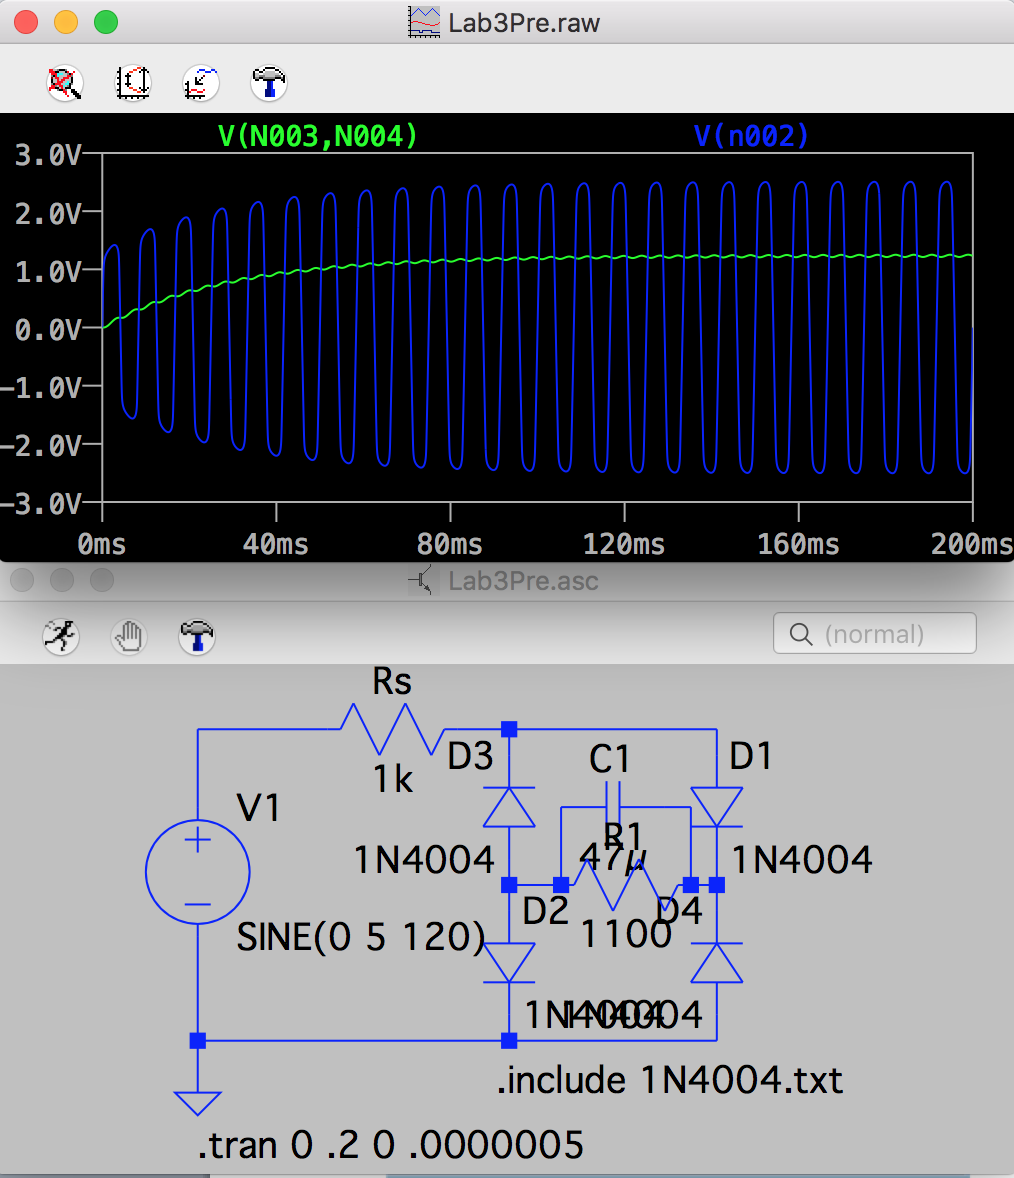 Lab3Pre.raw
V(N003,N004) V(n002)
3.0V
2.0V
1.0V
0.0V
-1.0V
-2.0V
-3.0V
0ms 40ms 80ms 120ms 160ms 200ms
Lab3Pre.asc
(normal)
Rs
1k
D3
C1
D1
V1
R1
47µ
1N4004
1N4004
D2
D4
SINE(0 5 120)
1100
1N4004
1N4004
.include 1N4004.txt
.tran 0 .2 0 .0000005